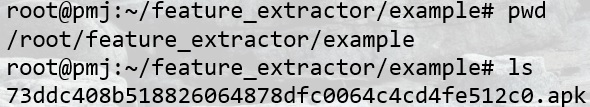 root@pmj:~/feature_extractor/example# pwd
/root/feature_extractor/example
root@pmj:~/feature_extractor/example# ls
73ddc408b518826064878dfc0064c4cd4fe512c0.apk